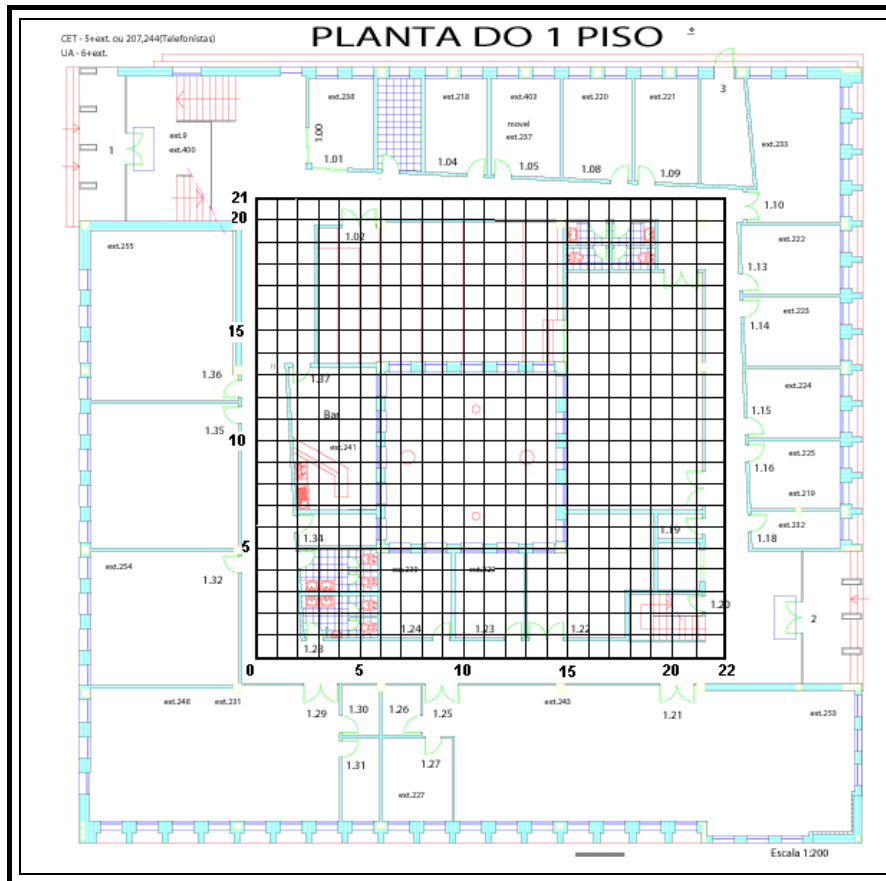 PLANTA DO 1 PISO
CET - 5+ext. ou 207,244(Telefonistas)
UA - 6+ext.
3
ext.238
ext.218
ext.403
ext.220
ext.221
movel
ext.237
ext.9
ext.400
1
1.00
1.01
1.04
1.05
1.08
1.09
ext.233
1.10
21
20
1.02
ext.255
ext.222
1.13
ext.223
1.14
15
1.36
1.37
ext.224
Bar
1.15
1.35
10
ext.241
ext.225
1.16
ext.219
ext.232
1.19
1.18
1.34
5
ext.254
1.32
1.20
2
1.24
1.23
1.22
1.28
0
5
10
15
20
22
ext.231
ext.243
ext.253
1.29
1.30
1.26
1.25
1.21
1.31
1.27
ext.227
Escala 1:200